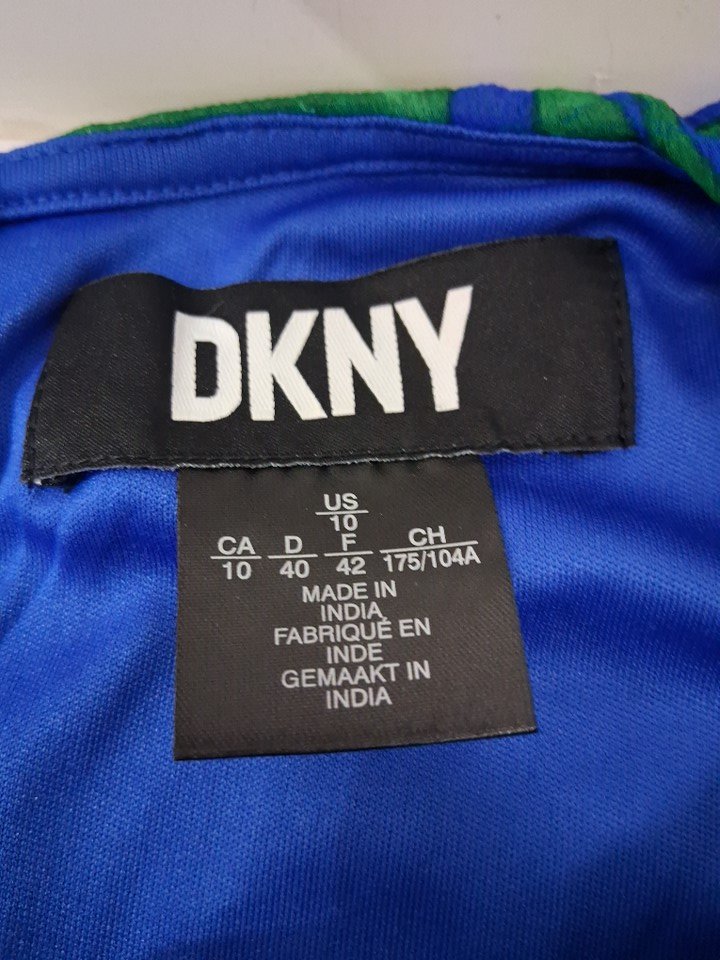 DKNY
US
10
CA D F CH
10 40 42 175/104A
MADE IN
INDIA
FABRIQUÉ EN
INDE
GEMAAKT IN
INDIA